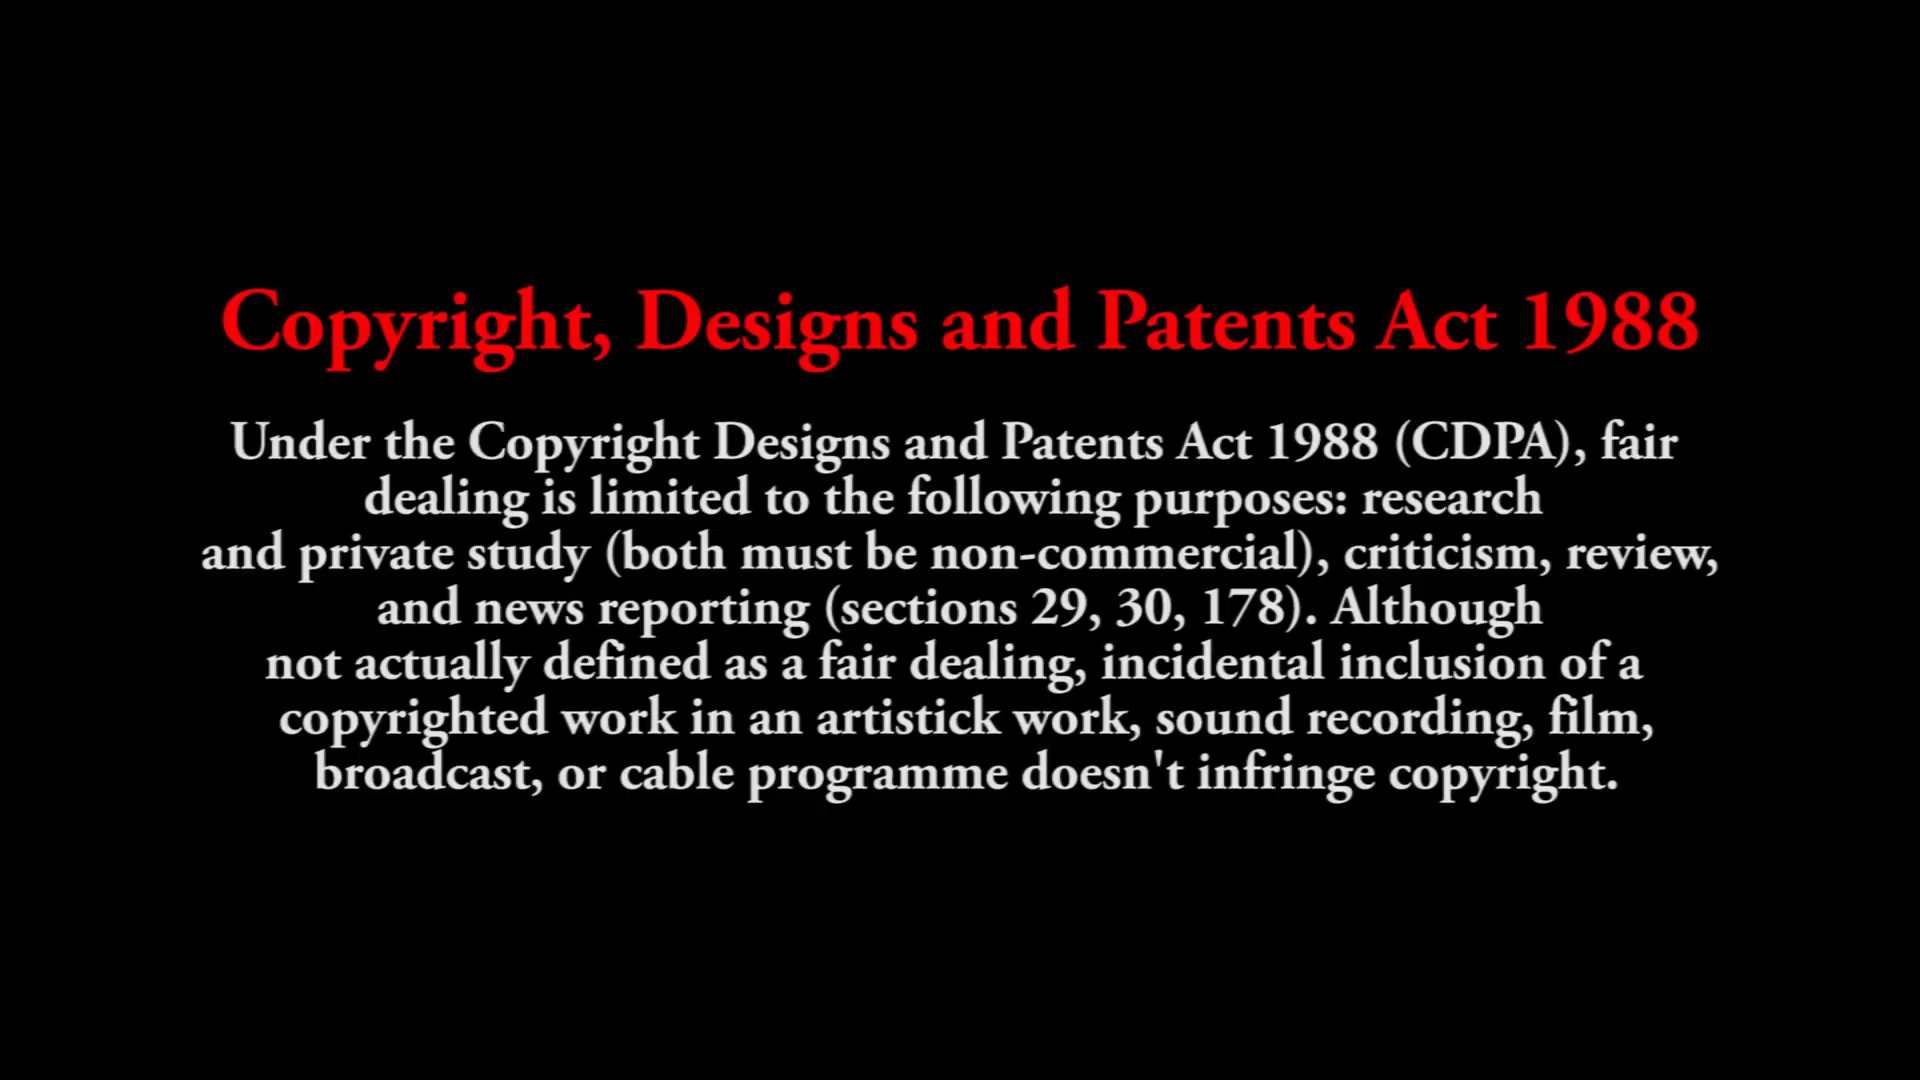 Copyright, Designs and Patents Act 1988
Under the Copyright Designs and Patents Act 1988 (CDPA), fair
dealing is limited to the following purposes: research
and private study (both must be non-commercial), criticism, review,
and news reporting (sections 29, 30, 178). Although
not actually defined as a fair dealing, incidental inclusion of a
copyrighted work in an artistick work, sound recording, film,
broadcast, or cable programme doesn't infringe copyright.